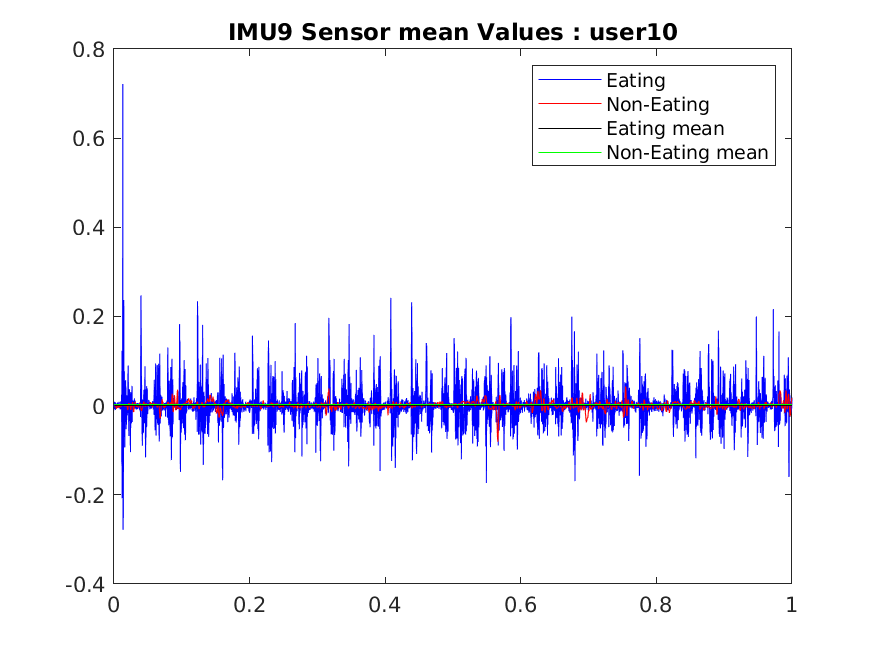 IMU9 Sensor mean Values : user10
0.8
0.6
0.4
0.2
0
-0.2
-0.4
Eating
Non-Eating
Eating mean
Non-Eating mean
0 0.2 0.4 0.6 0.8 1